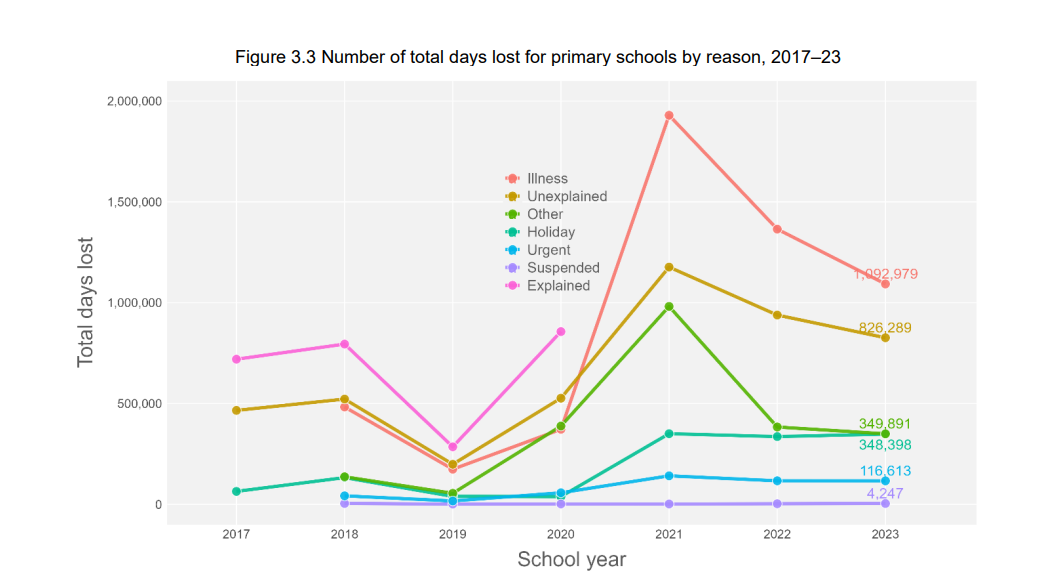 Figure 3.3 Number of total days lost for primary schools by reason, 2017–23
2,000,000
1,500,000
1,000,000
500,000
0
Total days lost
Illness
Unexplained
Other
Holiday
Urgent
Suspended
Explained
1,092,979
826,289
349,891
348,398
116,613
4,247
2017 2018 2019 2020 2021 2022 2023
School year